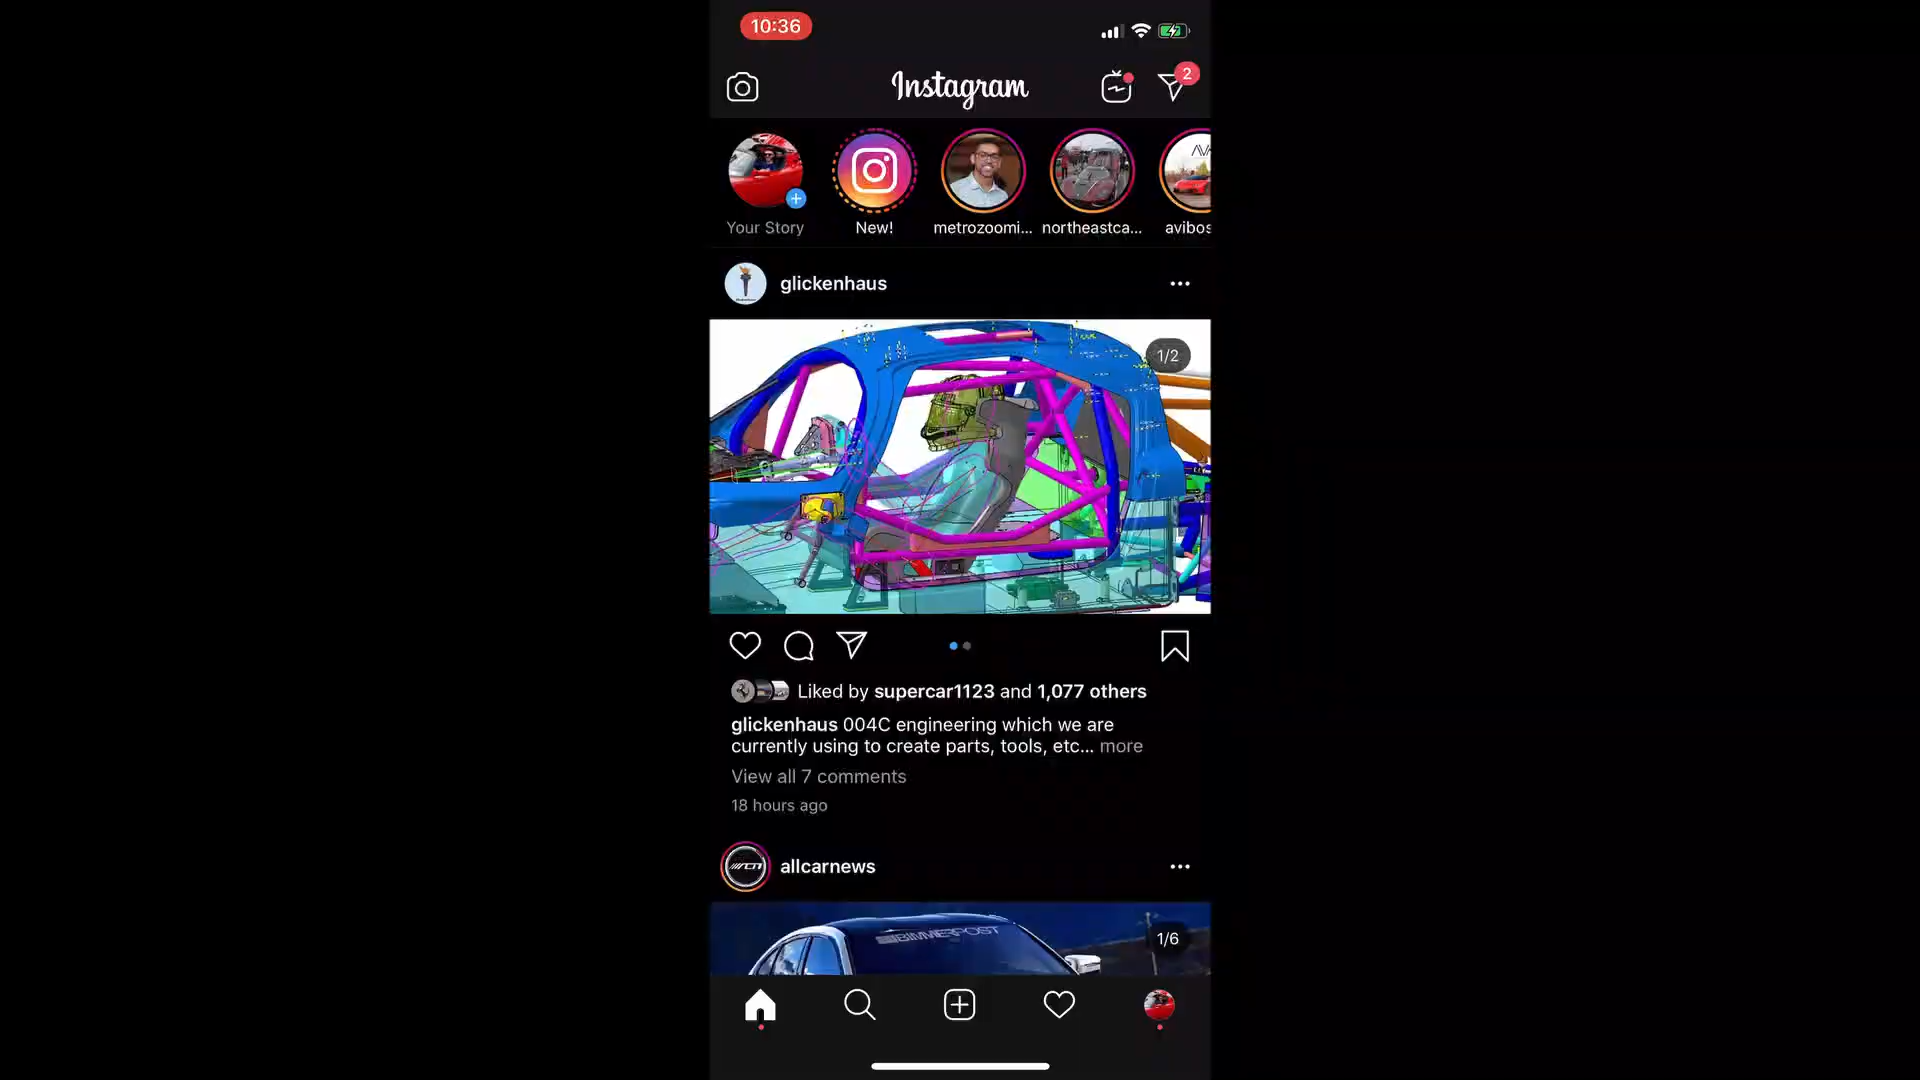 10:36
Instagram
2
Your Story
New!
metrozoomi...
northeastca...
avibos
glickenhaus
1/2
Liked by supercar1123 and 1,077 others
glickenhaus 004C engineering which we are
currently using to create parts, tools, etc... more
View all 7 comments
18 hours ago
allcarnews
BIMMERPOST
1/6